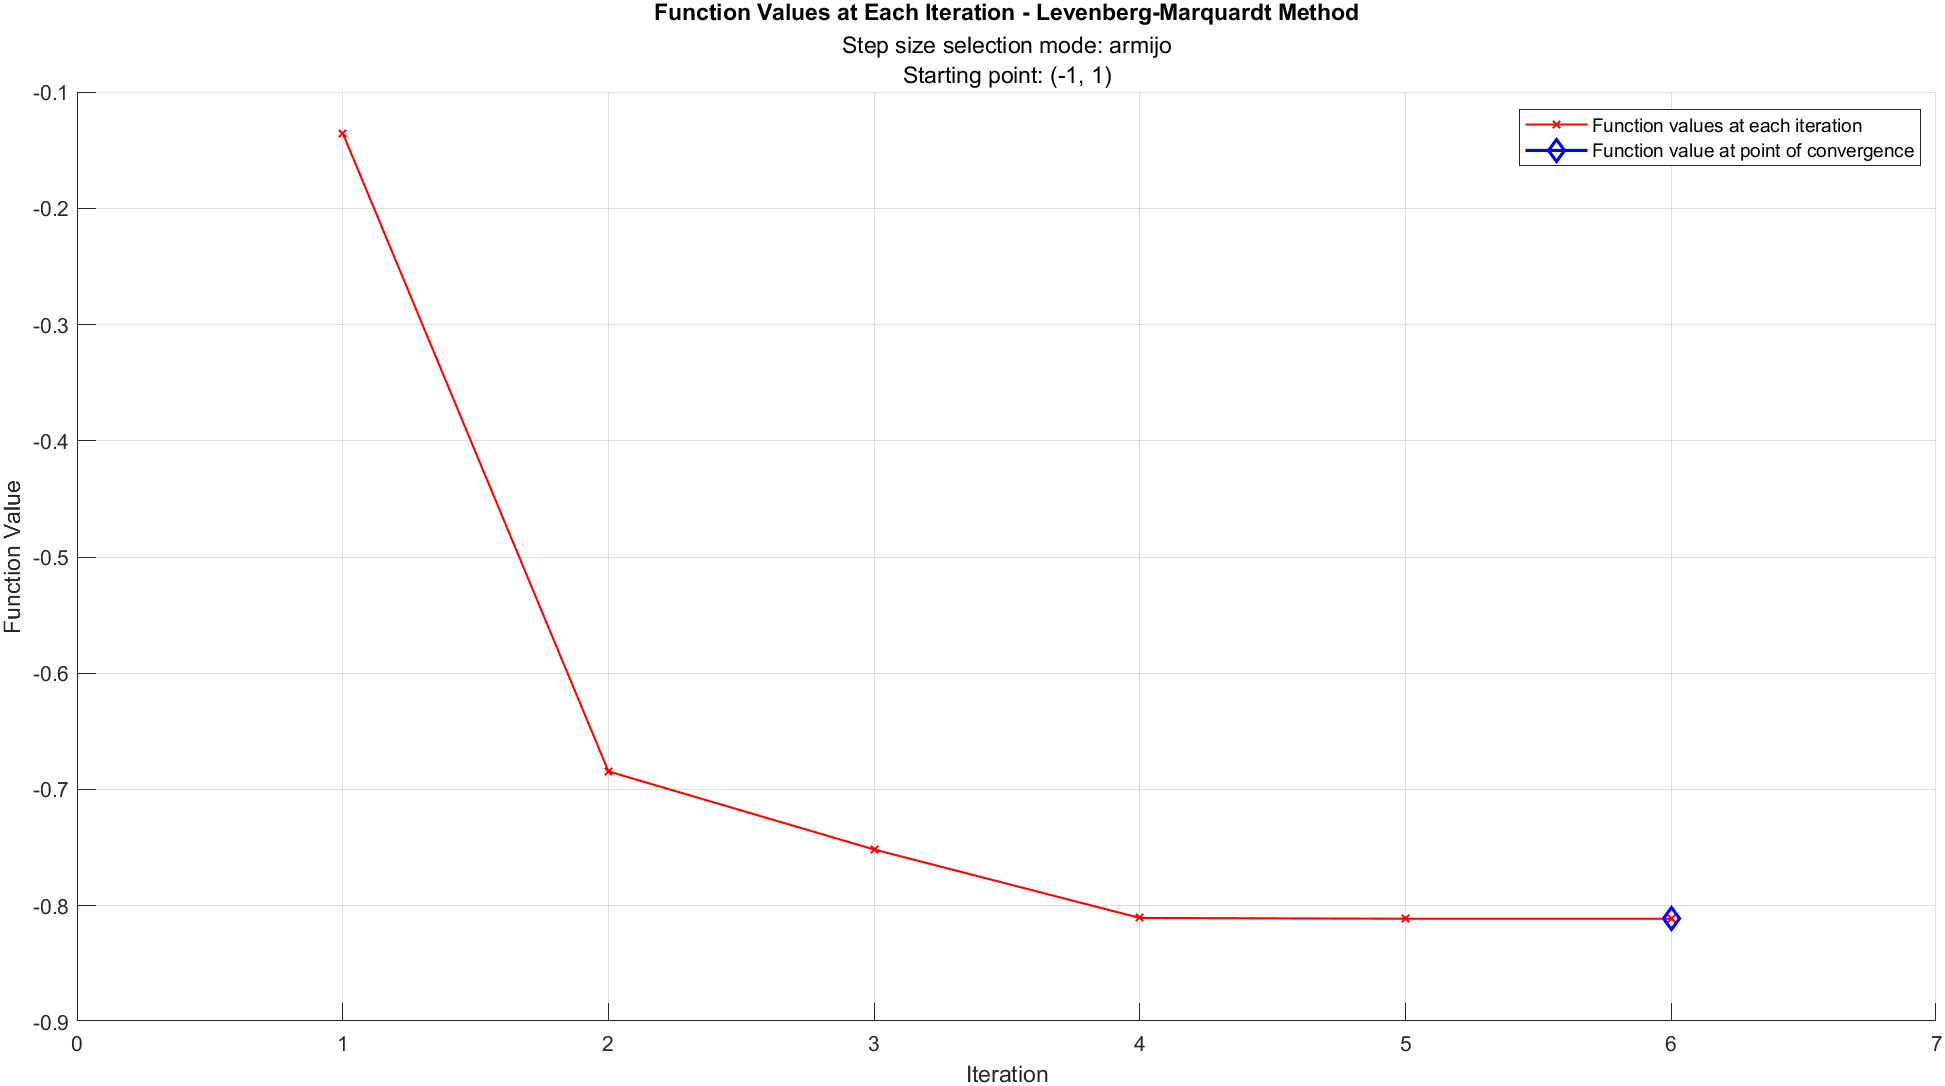 Function Values at Each Iteration - Levenberg-Marquardt Method
Step size selection mode: armijo
Starting point: (-1, 1)
Function values at each iteration
Function value at point of convergence
-0.1
-0.2
-0.3
-0.4
-0.5
-0.6
-0.7
-0.8
-0.9
Function Value
0 1 2 3 4 5 6 7
Iteration